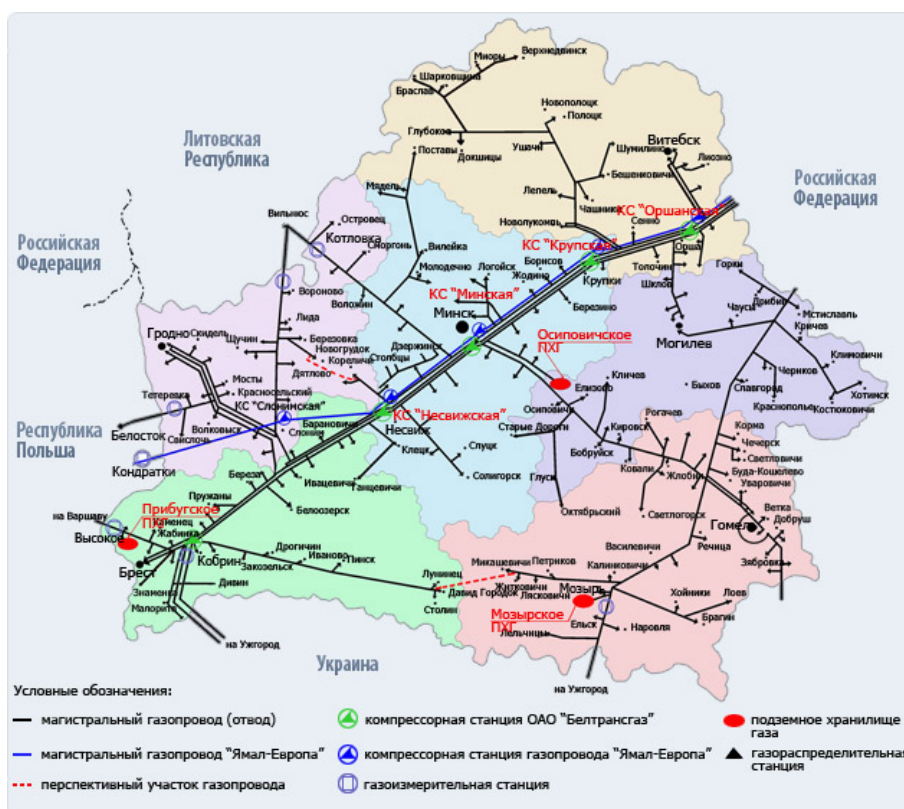 Верхнедвинск
Миоры
Шарковщина
Браслав
Новополоцк
Полоцк
Глубокое
Поставы
Докшицы
Ушачи
Шумилино
Витебск
Лиозно
Бешенковичи
Литовская
Республика
Мядель
Лепель
Чашники
Российская
Федерация
Новолукомль
Сенно
КС "Оршанская"
Вильнюс
Островец
Котловка
Сморгонь
Вилейка
КС "Крупская"
Орша
Российская
Федерация
Молодечно
Логойск
Борисов
Жодино
Крупки
Толочин
Горки
Шклов
Дрибин
Вороново
Воложин
КС "Минская"
Березино
Чаусы
Мстиславль
Кричев
Минск
Гродно
Скидель
Лида
Щучин
Березовка
Новогрудок
Кореличи
Дзержинск
Столбцы
Осиповичское
ПХГ
Могилев
Климовичи
Дятлово
Мосты
Красносельский
Елизово
Кличев
Быхов
Славгород
Чериков
Хотимск
Тетеревка
КС "Слонимская"
КС "Несвижская"
Несвиж
Осиповичи
Краснополье
Костюковичи
Белосток
Волковыск
Слоним
Барановичи
Старые Дороги
Кировск
Рогачев
Корма
Республика
Польша
Свислочь
Клецк
Слуцк
Бобруйск
Чечерск
Светловичи
Кондратки
Береза
Ивацевичи
Ганцевичи
Солигорск
Глуск
Ковали
Жлобин
Буда-Кошелево
Уваровичи
Пружаны
Белоозерск
Октябрьский
Светлогорск
на Варшаву
Прибугское
ПХГ
Высокое
Каменец
Жабинка
Гомель
Ветка
Добруш
Брест
Кобрин
Дрогичин
Иваново
Пинск
Закозельск
Василевичи
Речица
Микашевичи
Петриков
Калинковичи
Зябровка
Знаменка
Дивин
Лунинец
Житковичи
Малорита
Давид Городок
Лясковичи
Мозырь
Хойники
Лоев
Столин
Мозырское
ПХГ
Брагин
Ельск
Наровля
Лельчицы
на Ужгород
Украина
на Ужгород
Условные обозначения:
магистральный газопровод (отвод)
компрессорная станция ОАО "Белтрансгаз"
подземное хранилище
газа
магистральный газопровод "Ямал-Европа"
компрессорная станция газопровода "Ямал-Европа"
газораспределительная
станция
перспективный участок газопровода
газоизмерительная станция